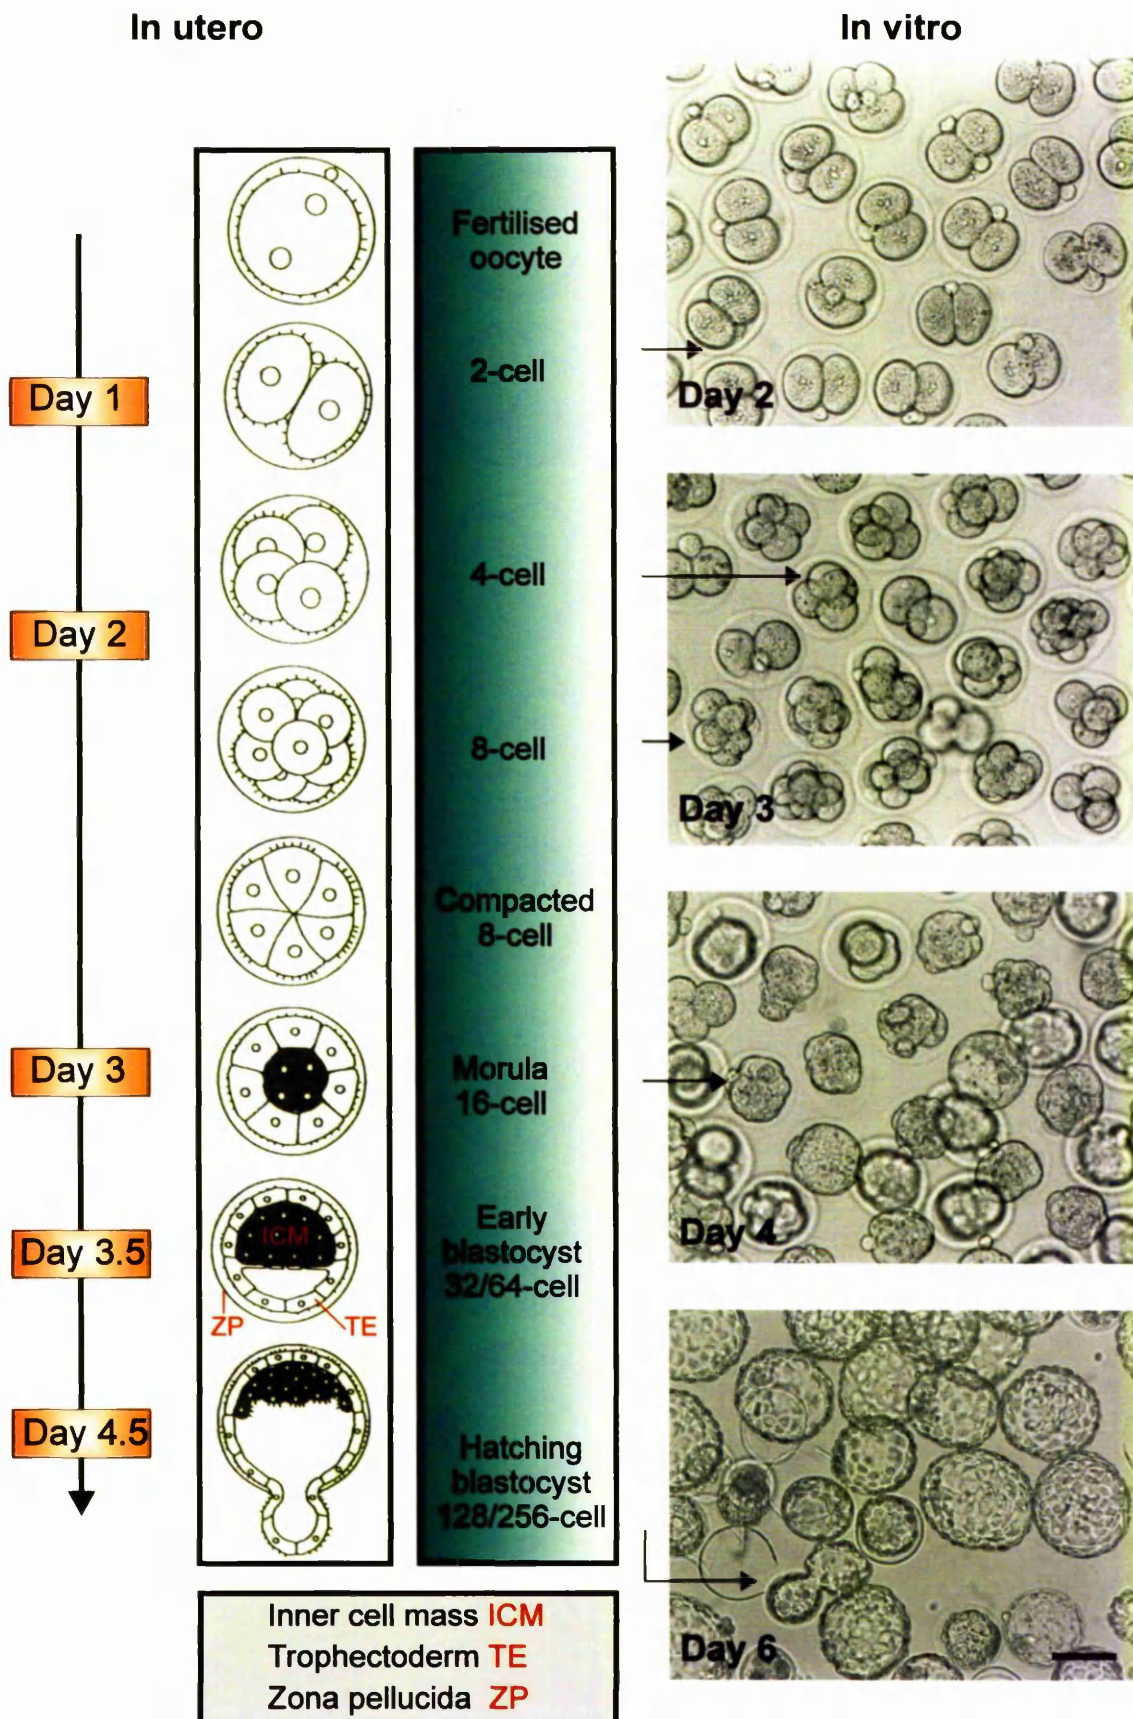 In utero
In vitro
Day 1
Day 2
Day 3
Day 3.5
Day 4.5
ICM
ZP
TE
Fertilised
oocyte
2-cell
4-cell
8-cell
Compacted
8-cell
Morula
16-cell
Early
blastocyst
32/64-cell
Hatching
blastocyst
128/256-cell
Day 2
Day 3
Day 4
Day 6
Inner cell mass ICM
Trophectoderm TE
Zona pellucida ZP